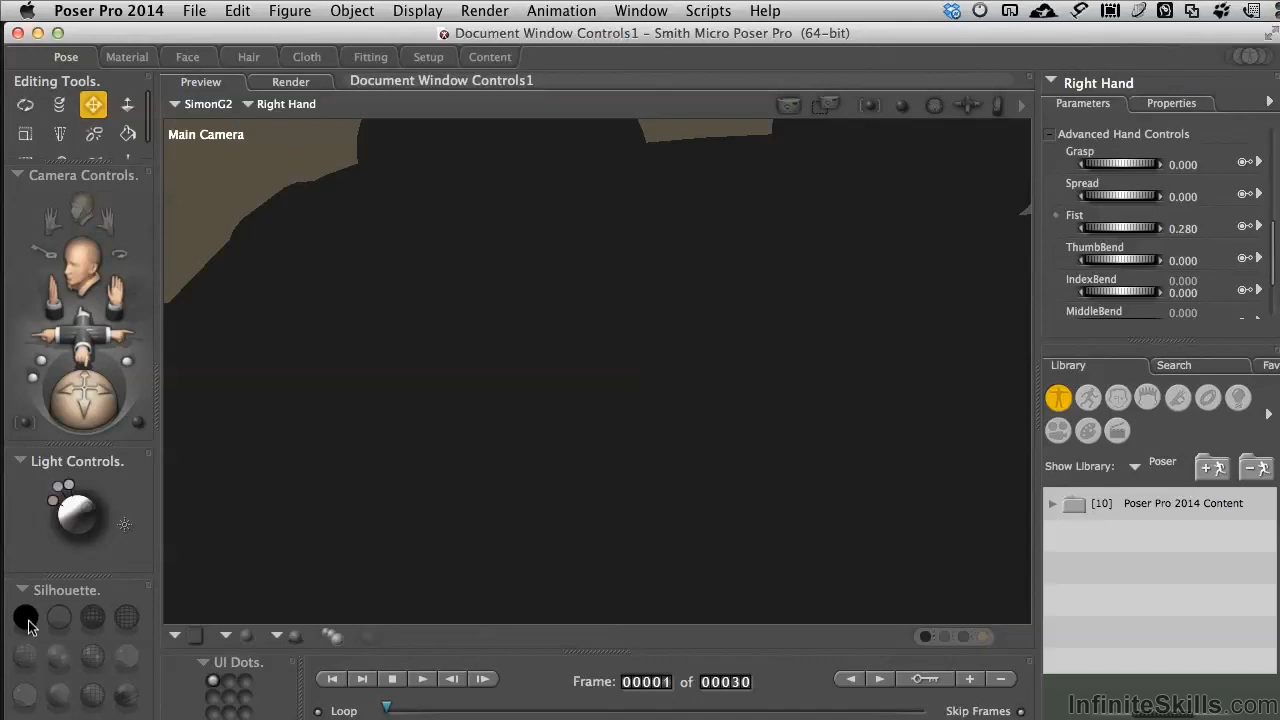 Poser Pro 2014 File Edit Figure Object Display Render Animation Window Scripts Help
Document Window Controls1 – Smith Micro Poser Pro (64-bit)
Pose Material Face Hair Cloth Fitting Setup Content
Editing Tools.
Preview Render Document Window Controls1
SimonG2 Right Hand
Main Camera
Camera Controls.
Light Controls.
Silhouette.
UI Dots.
Frame: 00001 of 00030
Loop
Skip Frames
Right Hand
Parameters Properties
Advanced Hand Controls
Grasp
0.000
Spread
0.000
Fist
0.280
ThumbBend
0.000
IndexBend 0.000
0.000
MiddleBend 0.000
Library Search Fav
Show Library: Poser
[10] Poser Pro 2014 Content
InfiniteSkills.com